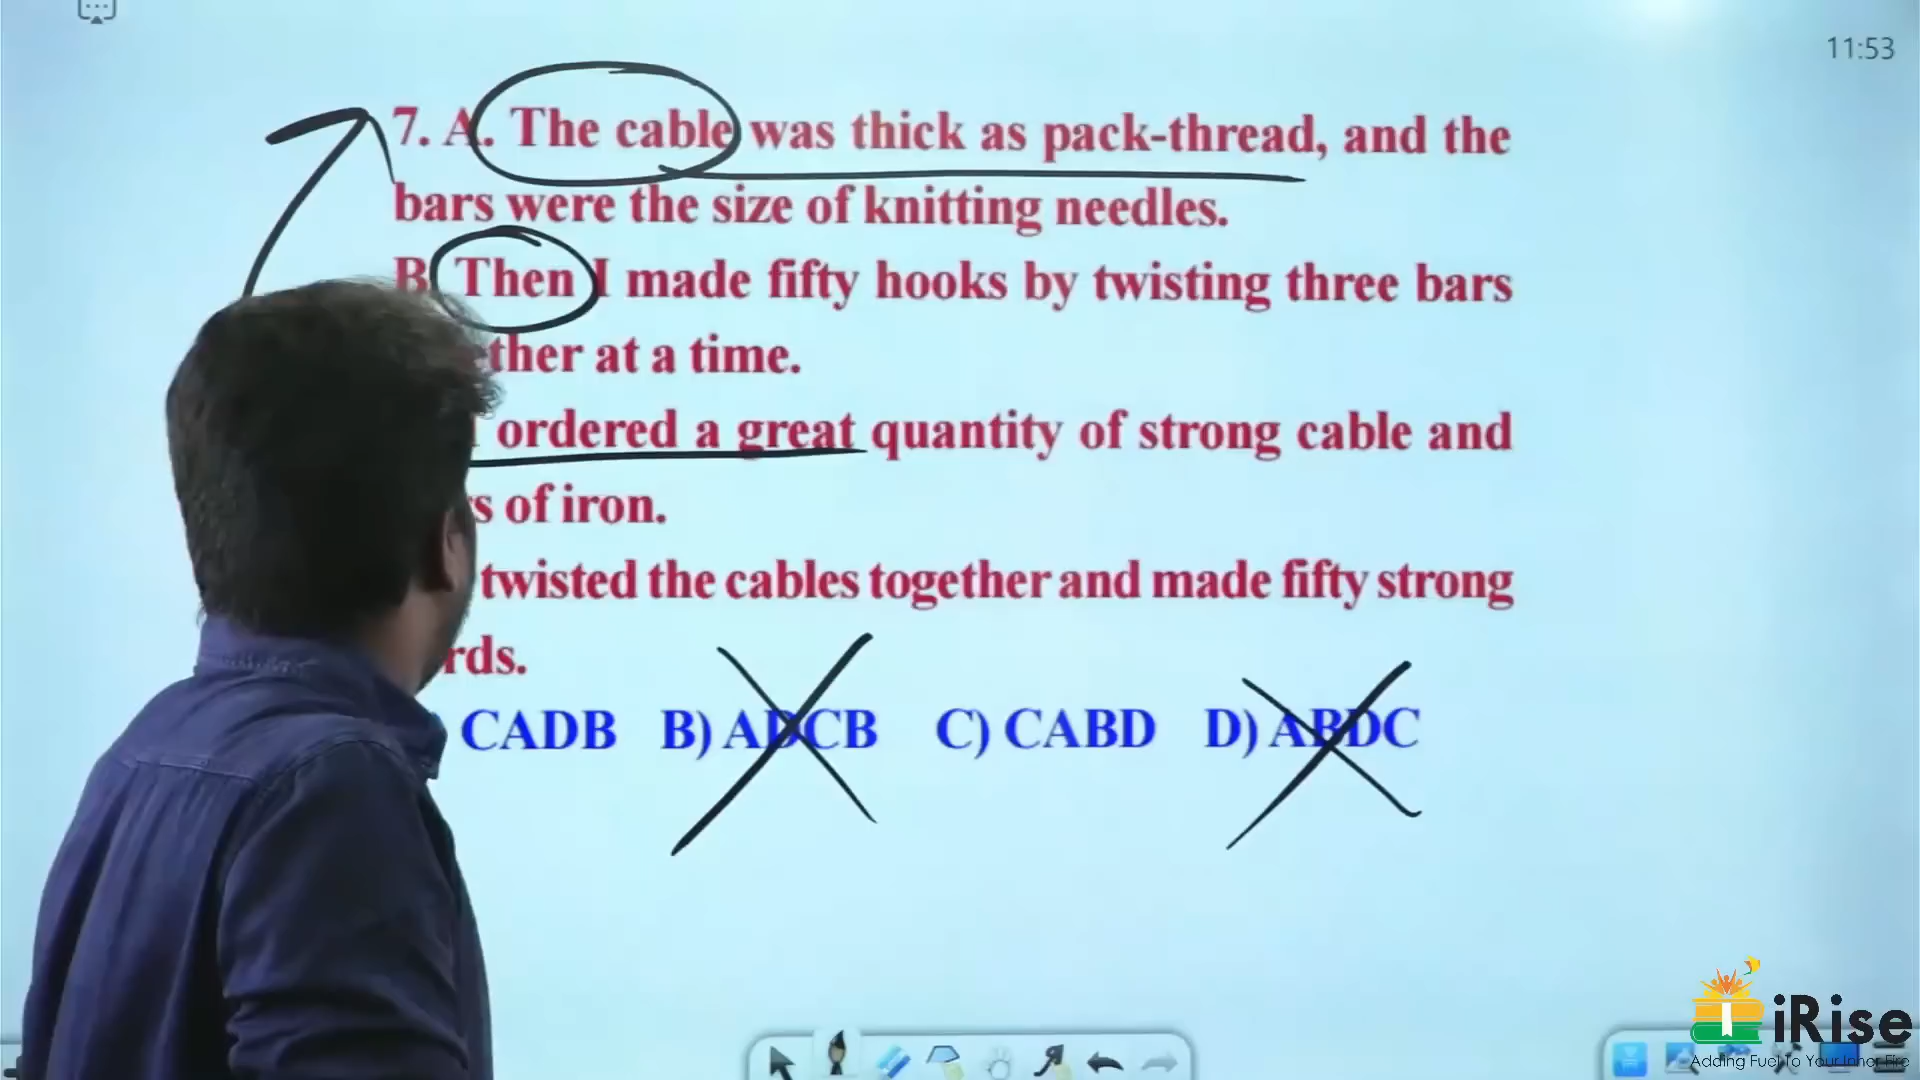 11:53
7. A. The cable was thick as pack-thread, and the
bars were the size of knitting needles.
B Then I made fifty hooks by twisting three bars
ther at a time.
ordered a great quantity of strong cable and
s of iron.
twisted the cables together and made fifty strong
rds.
CADB B) ADCB C) CABD D) ABDC
iRise
Adding Fuel To Your Inner Fire